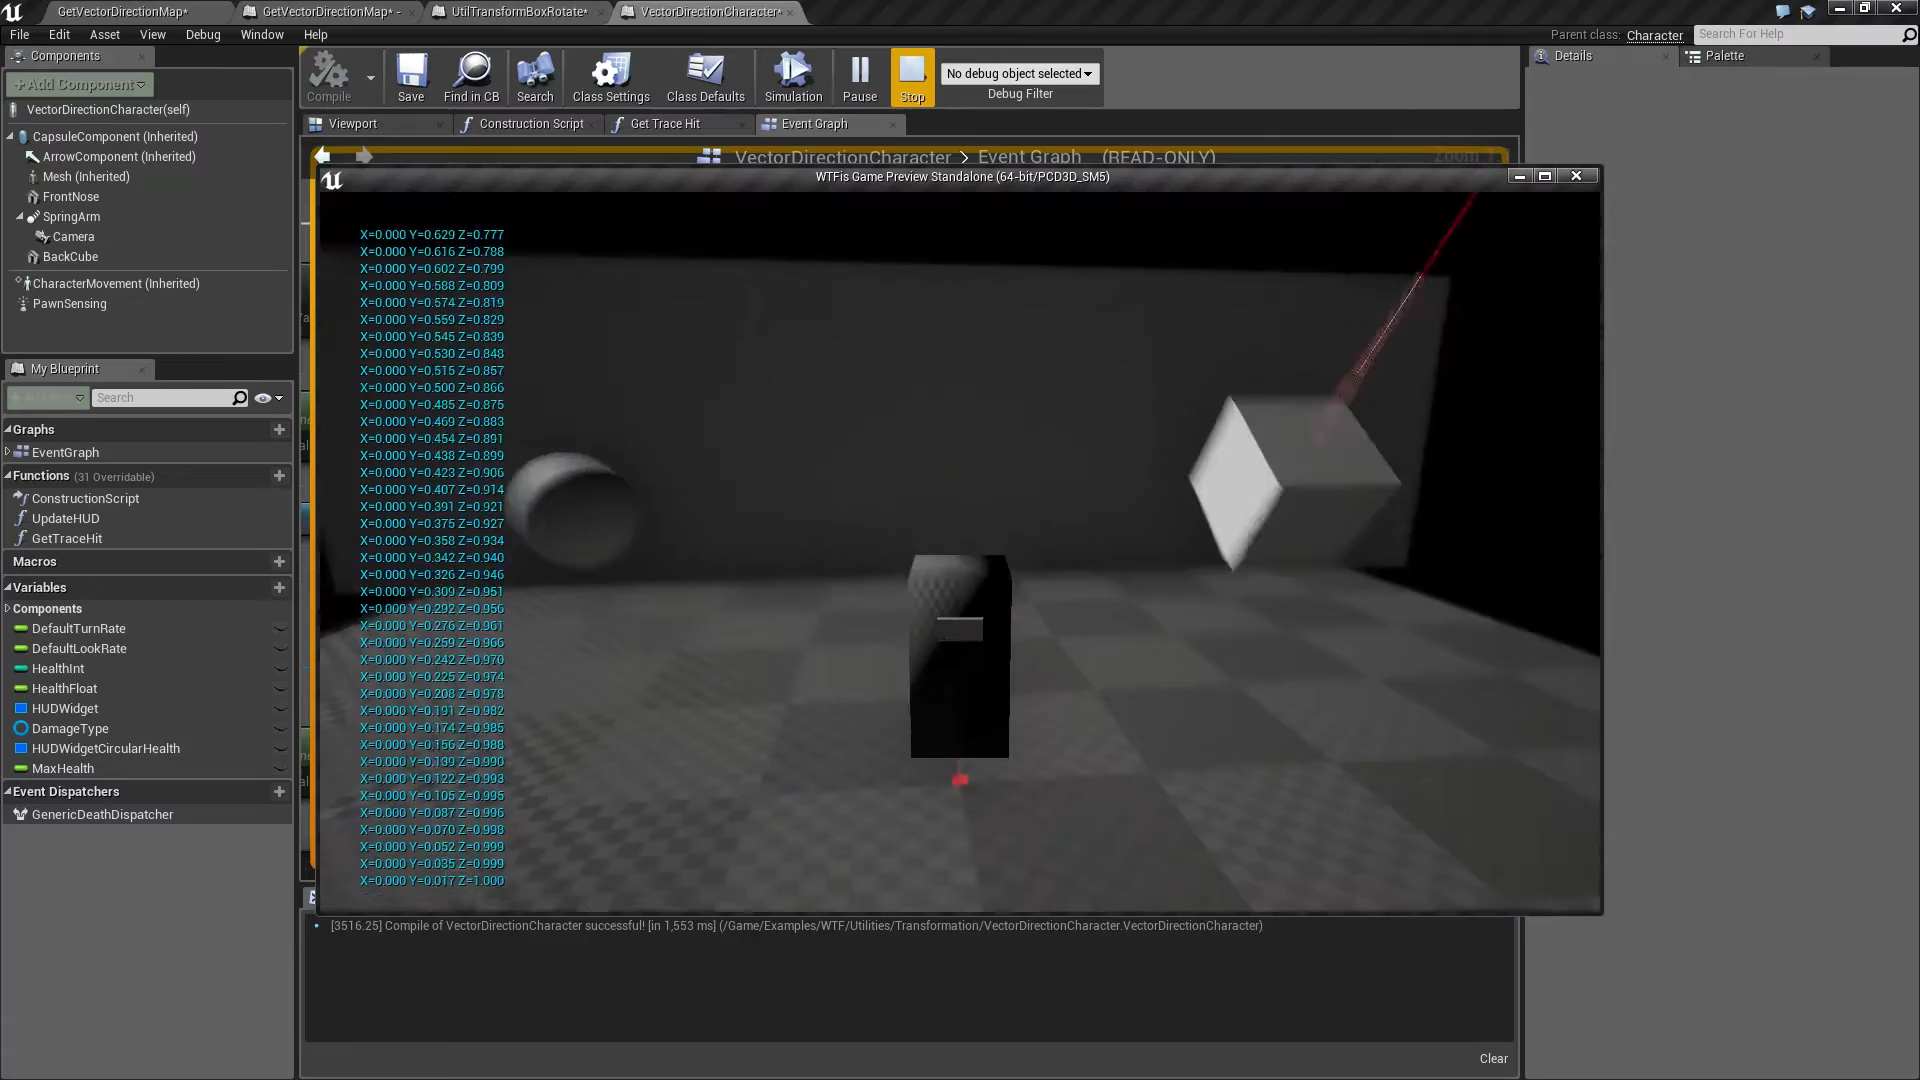 GetVectorDirectionMap*
GetVectorDirectionMap* -
UtilTransformBoxRotate*
VectorDirectionCharacter*
File Edit Asset View Debug Window Help
Parent class: Character
Search For Help
Components
+Add Component
VectorDirectionCharacter(self)
CapsuleComponent (Inherited)
ArrowComponent (Inherited)
Mesh (Inherited)
FrontNose
SpringArm
Camera
BackCube
CharacterMovement (Inherited)
PawnSensing
Compile
Save
Find in CB
Search
Class Settings
Class Defaults
Simulation
Pause
Stop
No debug object selected
Debug Filter
Details
Palette
Viewport
Construction Script
Get Trace Hit
Event Graph
VectorDirectionCharacter > Event Graph (READ-ONLY)
Zoom 1
WTFis Game Preview Standalone (64-bit/PCD3D_SM5)
X=0.000 Y=0.629 Z=0.777
X=0.000 Y=0.616 Z=0.788
X=0.000 Y=0.602 Z=0.799
X=0.000 Y=0.588 Z=0.809
X=0.000 Y=0.574 Z=0.819
X=0.000 Y=0.559 Z=0.829
X=0.000 Y=0.545 Z=0.839
X=0.000 Y=0.530 Z=0.848
X=0.000 Y=0.515 Z=0.857
X=0.000 Y=0.500 Z=0.866
X=0.000 Y=0.485 Z=0.875
X=0.000 Y=0.469 Z=0.883
X=0.000 Y=0.454 Z=0.891
X=0.000 Y=0.438 Z=0.899
X=0.000 Y=0.423 Z=0.906
X=0.000 Y=0.407 Z=0.914
X=0.000 Y=0.391 Z=0.921
X=0.000 Y=0.375 Z=0.927
X=0.000 Y=0.358 Z=0.934
X=0.000 Y=0.342 Z=0.940
X=0.000 Y=0.326 Z=0.946
X=0.000 Y=0.309 Z=0.951
X=0.000 Y=0.292 Z=0.956
X=0.000 Y=0.276 Z=0.961
X=0.000 Y=0.259 Z=0.966
X=0.000 Y=0.242 Z=0.970
X=0.000 Y=0.225 Z=0.974
X=0.000 Y=0.208 Z=0.978
X=0.000 Y=0.191 Z=0.982
X=0.000 Y=0.174 Z=0.985
X=0.000 Y=0.156 Z=0.988
X=0.000 Y=0.139 Z=0.990
X=0.000 Y=0.122 Z=0.993
X=0.000 Y=0.105 Z=0.995
X=0.000 Y=0.087 Z=0.996
X=0.000 Y=0.070 Z=0.998
X=0.000 Y=0.052 Z=0.999
X=0.000 Y=0.035 Z=0.999
X=0.000 Y=0.017 Z=1.000
My Blueprint
Search
Graphs
EventGraph
Functions (31 Overridable)
ConstructionScript
UpdateHUD
GetTraceHit
Macros
Variables
Components
DefaultTurnRate
DefaultLookRate
HealthInt
HealthFloat
HUDWidget
DamageType
HUDWidgetCircularHealth
MaxHealth
Event Dispatchers
GenericDeathDispatcher
[3516.25] Compile of VectorDirectionCharacter successful! [in 1,553 ms] (/Game/Examples/WTF/Utilities/Transformation/VectorDirectionCharacter.VectorDirectionCharacter)
Clear